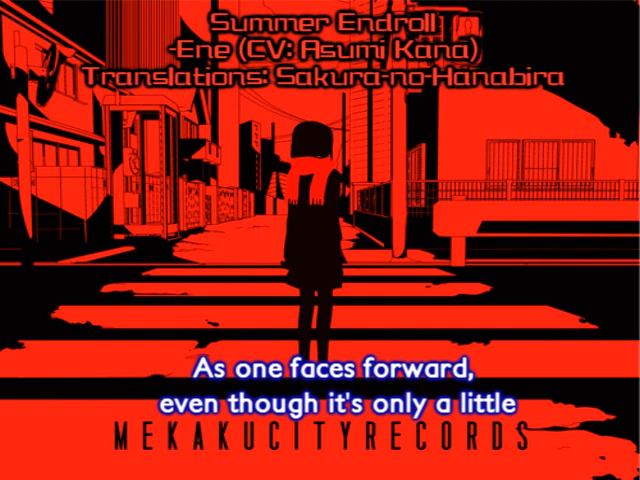 Summer Endroll
-Ene (CV: Asumi Kana)
Translations: Sakura-no-Hanabira
As one faces forward,
even though it's only a little
MEKAKUCITYRECORDS